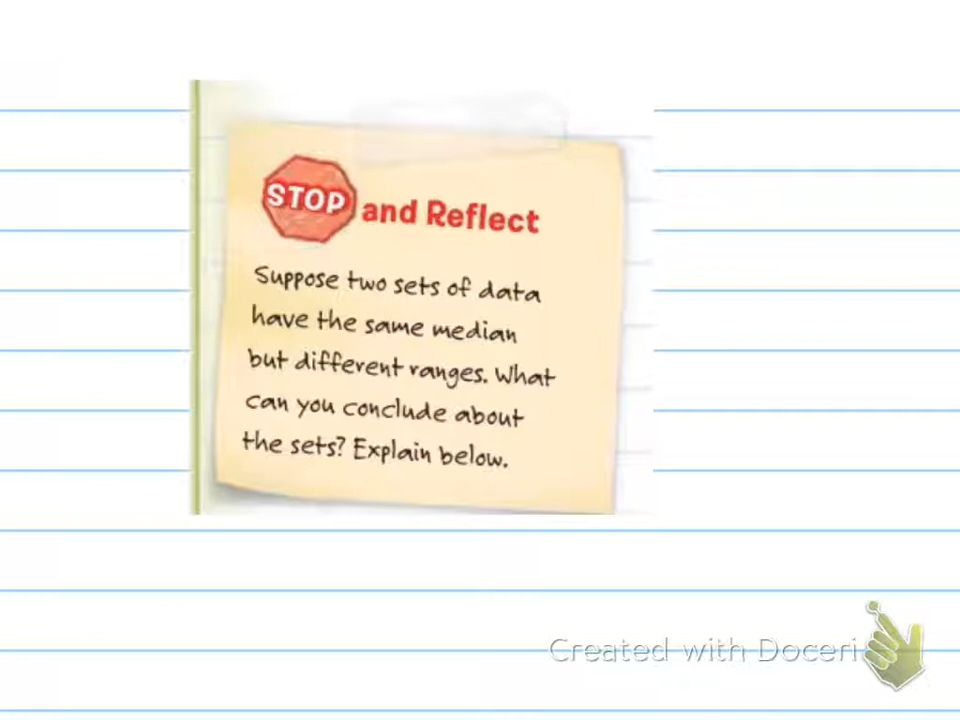 STOP and Reflect
Suppose two sets of data
have the same median
but different ranges. What
can you conclude about
the sets? Explain below.
Created with Doceri